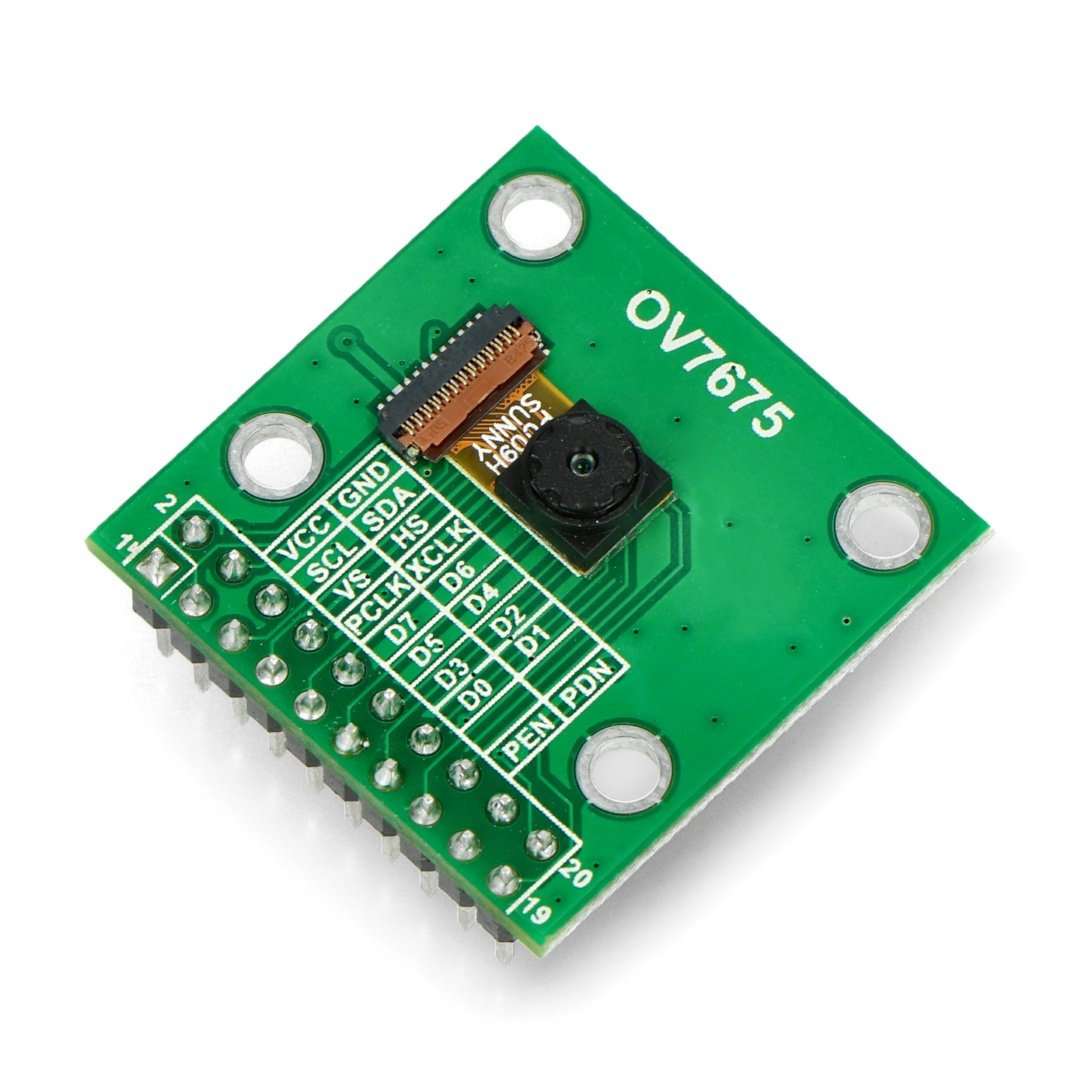 OV7675
SUNNY
2
1
VCC GND
SCL SDA
VS HS
PCLK XCLK
D7 D6
D5 D4
D3 D2
D0 D1
PEN PDN
20
19